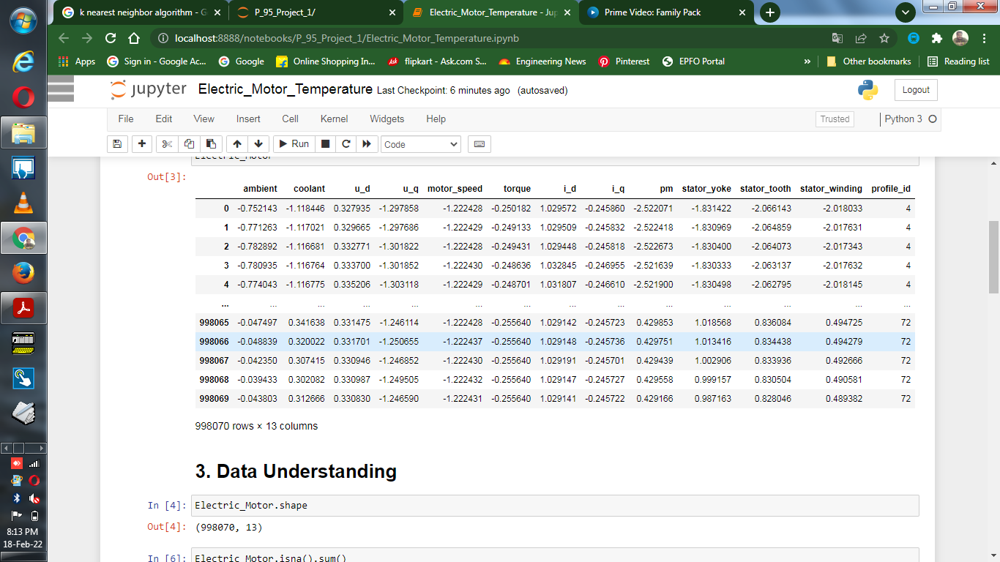 k nearest neighbor algorithm - G
P_95_Project_1/
Electric_Motor_Temperature - Jup
Prime Video: Family Pack
localhost:8888/notebooks/P_95_Project_1/Electric_Motor_Temperature.ipynb
Apps Sign in - Google Ac... Google Online Shopping In... flipkart - Ask.com S... Engineering News Pinterest EPFO Portal » Other bookmarks Reading list
jupyter Electric_Motor_Temperature Last Checkpoint: 6 minutes ago (autosaved) Logout
File Edit View Insert Cell Kernel Widgets Help Trusted Python 3
Run Code
Electric_Motor
Out[3]:
ambient coolant u_d u_q motor_speed torque i_d i_q pm stator_yoke stator_tooth stator_winding profile_id
0 -0.752143 -1.118446 0.327935 -1.297858 -1.222428 -0.250182 1.029572 -0.245860 -2.522071 -1.831422 -2.066143 -2.018033 4
1 -0.771263 -1.117021 0.329665 -1.297686 -1.222429 -0.249133 1.029509 -0.245832 -2.522418 -1.830969 -2.064859 -2.017631 4
2 -0.782892 -1.116681 0.332771 -1.301822 -1.222428 -0.249431 1.029448 -0.245818 -2.522673 -1.830400 -2.064073 -2.017343 4
3 -0.780935 -1.116764 0.333700 -1.301852 -1.222430 -0.248636 1.032845 -0.246955 -2.521639 -1.830333 -2.063137 -2.017632 4
4 -0.774043 -1.116775 0.335206 -1.303118 -1.222429 -0.248701 1.031807 -0.246610 -2.521900 -1.830498 -2.062795 -2.018145 4
... ... ... ... ... ... ... ... ... ... ... ... ... ...
998065 -0.047497 0.341638 0.331475 -1.246114 -1.222428 -0.255640 1.029142 -0.245723 0.429853 1.018568 0.836084 0.494725 72
998066 -0.048839 0.320022 0.331701 -1.250655 -1.222437 -0.255640 1.029148 -0.245736 0.429751 1.013416 0.834438 0.494279 72
998067 -0.042350 0.307415 0.330946 -1.246852 -1.222430 -0.255640 1.029191 -0.245701 0.429439 1.002906 0.833936 0.492666 72
998068 -0.039433 0.302082 0.330987 -1.249505 -1.222432 -0.255640 1.029147 -0.245727 0.429558 0.999157 0.830504 0.490581 72
998069 -0.043803 0.312666 0.330830 -1.246590 -1.222431 -0.255640 1.029141 -0.245722 0.429166 0.987163 0.828046 0.489382 72
998070 rows × 13 columns
3. Data Understanding
In [4]: Electric_Motor.shape
Out[4]: (998070, 13)
In [6]: Electric_Motor.isna().sum()
8:13 PM
18-Feb-22